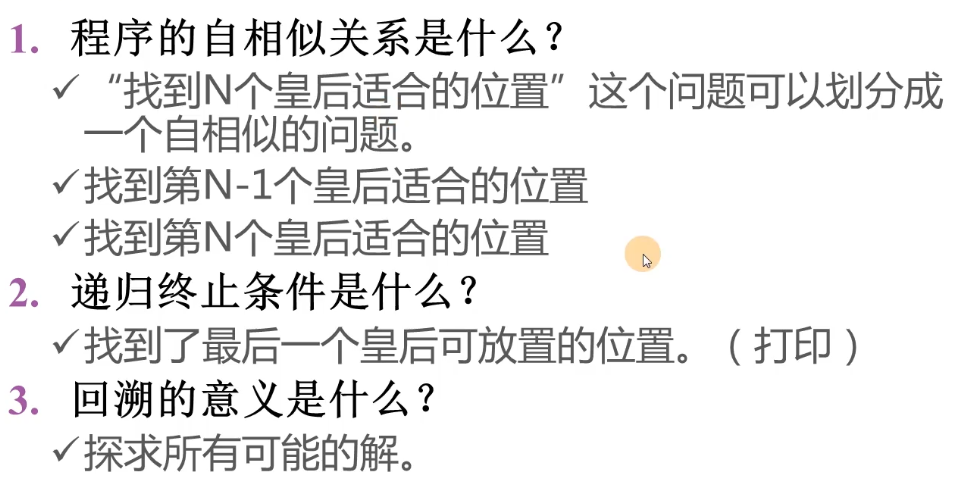 1. 程序的自相似关系是什么？
✓ “找到N个皇后适合的位置” 这个问题可以划分成
一个自相似的问题。
✓ 找到第N-1个皇后适合的位置
✓ 找到第N个皇后适合的位置
2. 递归终止条件是什么？
✓ 找到了最后一个皇后可放置的位置。（打印）
3. 回溯的意义是什么？
✓ 探求所有可能的解。